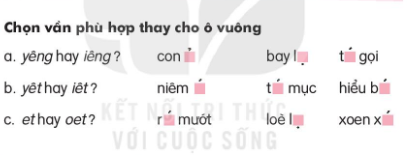 Chọn vần phù hợp thay cho ô vuông
a. yêng hay iêng? con □̉ bay l□ t□́ gọi
b. yêt hay iêt? niêm □́ t□́ mục hiểu b□́
c. et hay oet? r□́ mướt loè l□ xoen x□́
KẾT NỐI TRI THỨC
VỚI CUỘC SỐNG